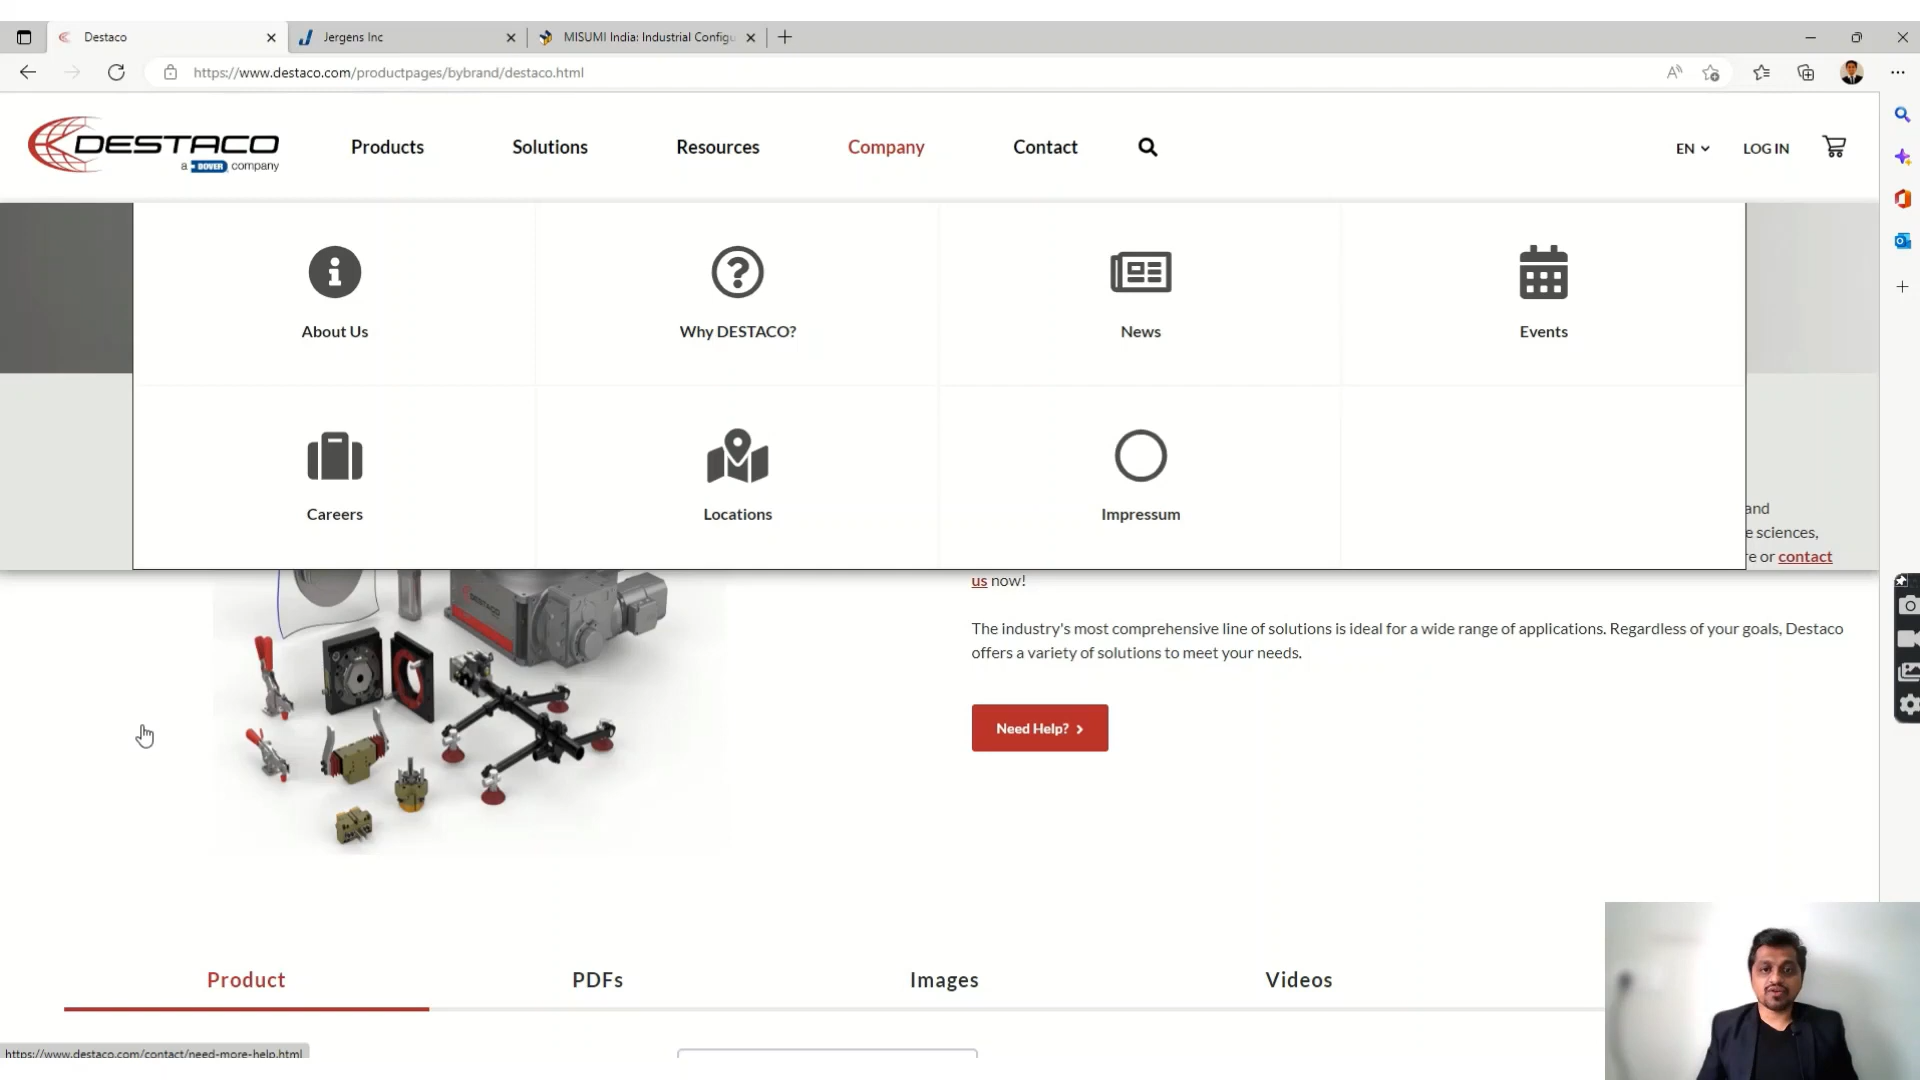 Destaco
Jergens Inc
MISUMI India: Industrial Configu
https://www.destaco.com/productpages/bybrand/destaco.html
DESTACO
a DOVER company
Products
Solutions
Resources
Company
Contact
EN
LOG IN
About Us
Why DESTACO?
News
Events
Careers
Locations
Impressum
and
e sciences,
re or contact
us now!
The industry's most comprehensive line of solutions is ideal for a wide range of applications. Regardless of your goals, Destaco
offers a variety of solutions to meet your needs.
Need Help?
DESTACO
Product
PDFs
Images
Videos
https://www.destaco.com/contact/need-more-help.html